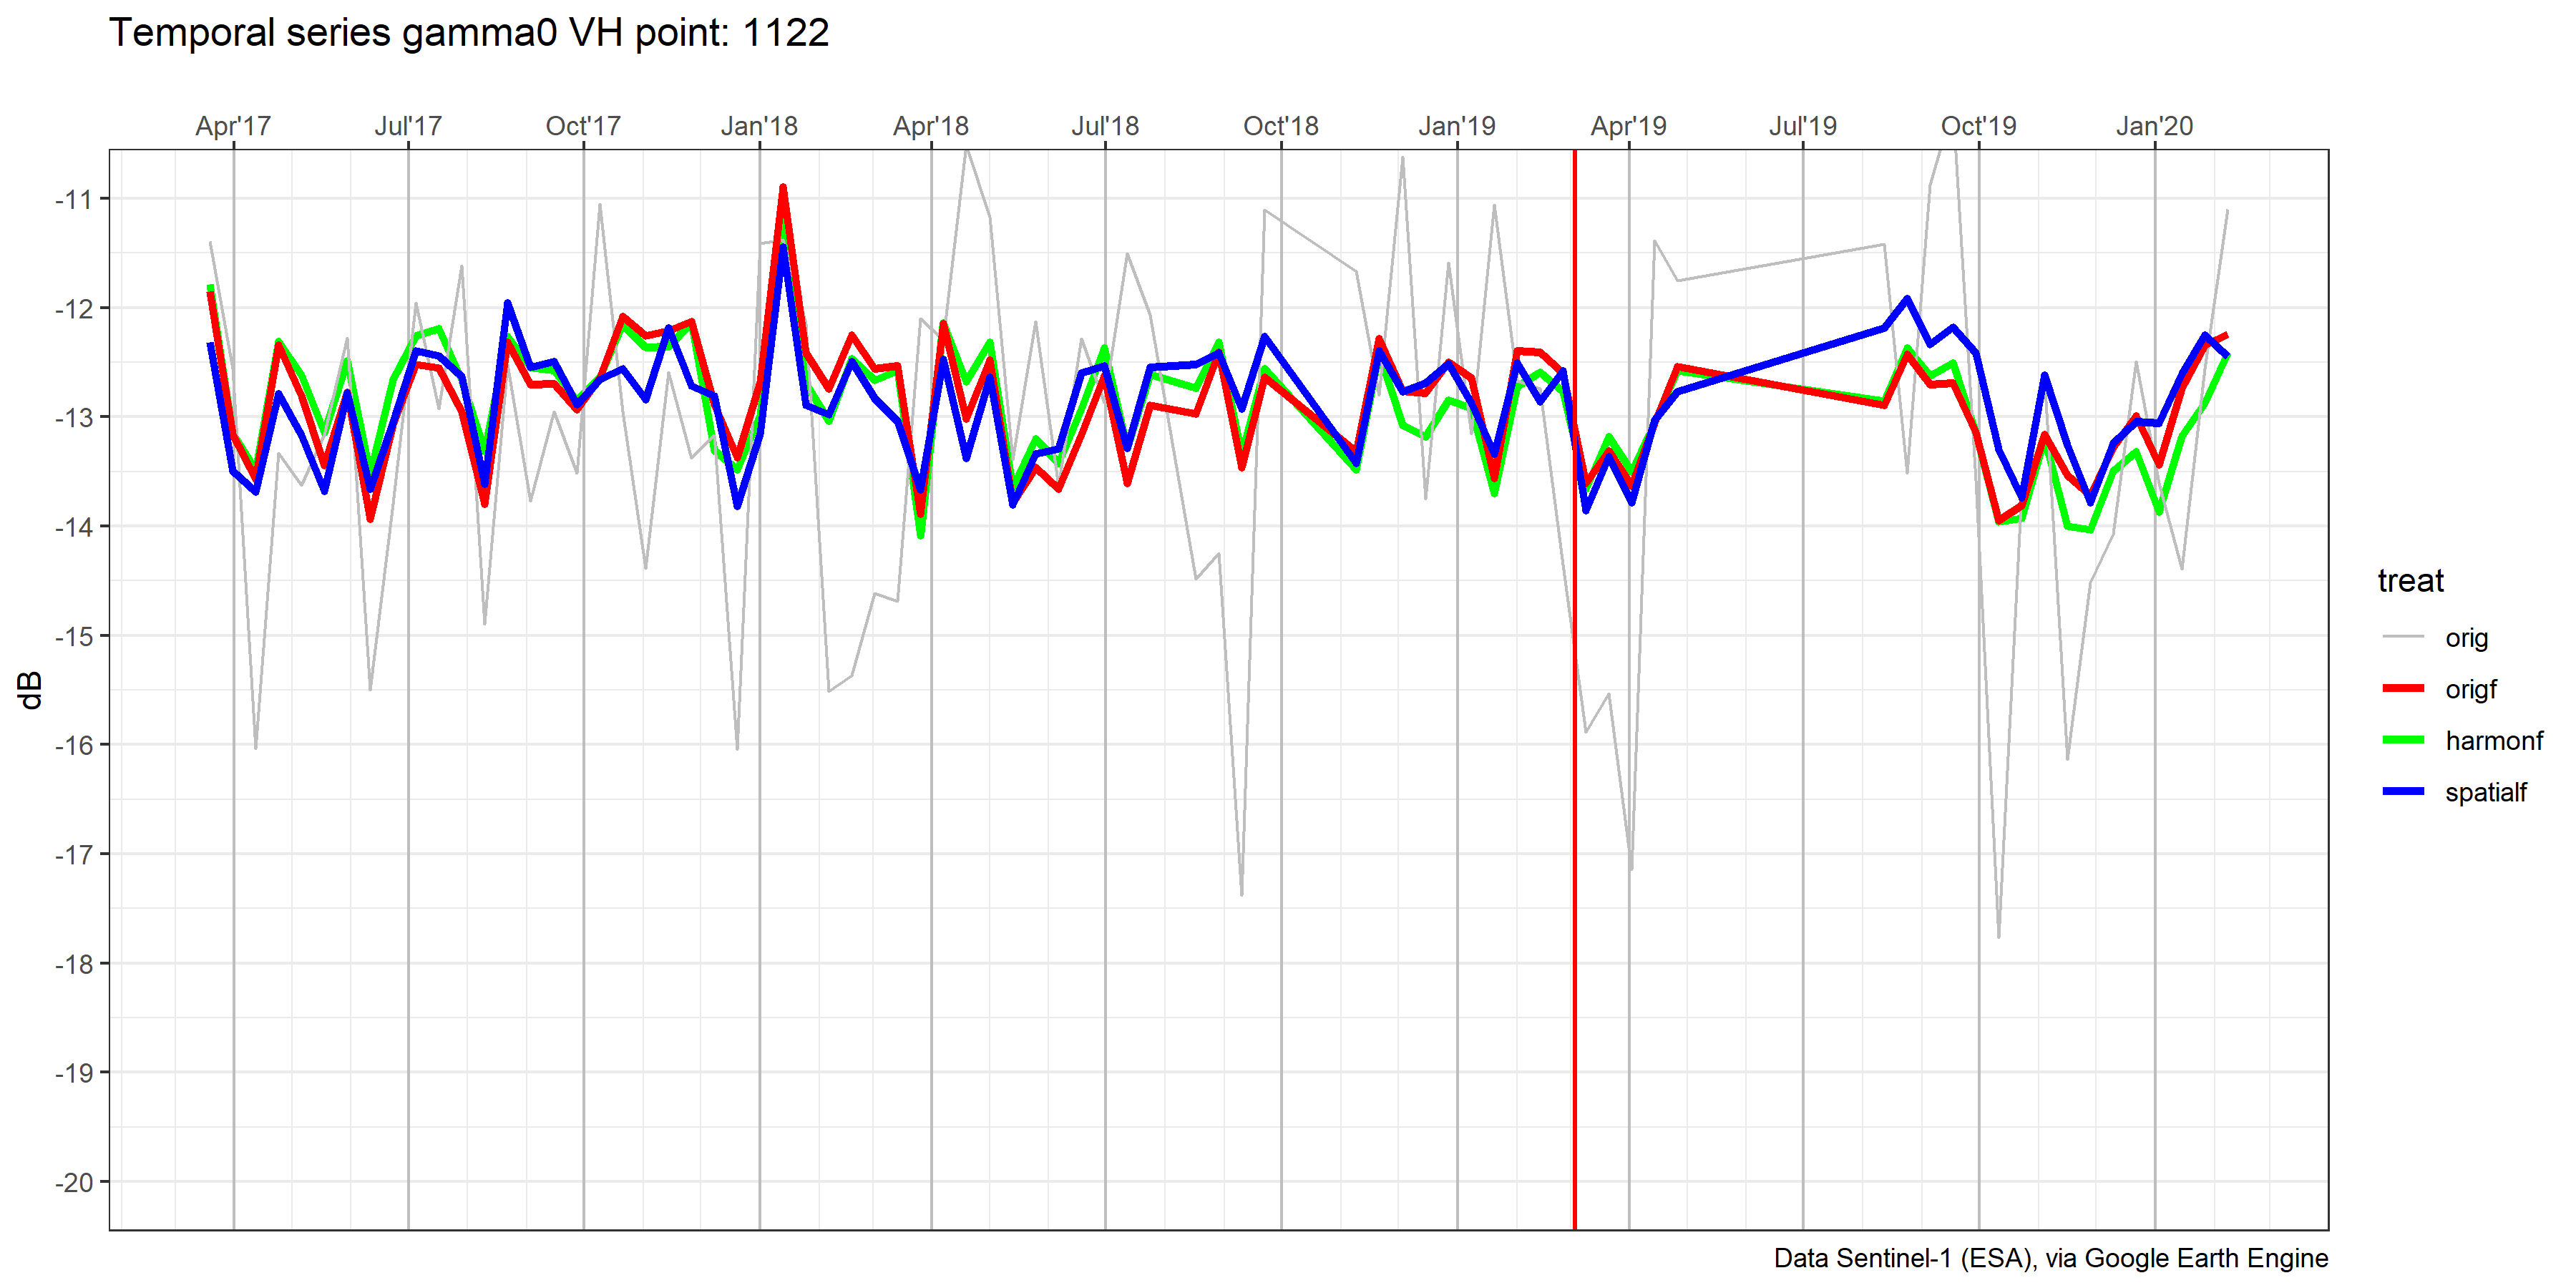 Temporal series gamma0 VH point: 1122
Apr'17 Jul'17 Oct'17 Jan'18 Apr'18 Jul'18 Oct'18 Jan'19 Apr'19 Jul'19 Oct'19 Jan'20
-11
-12
-13
-14
-15
-16
-17
-18
-19
-20
dB
treat
orig
origf
harmonf
spatialf
Data Sentinel-1 (ESA), via Google Earth Engine